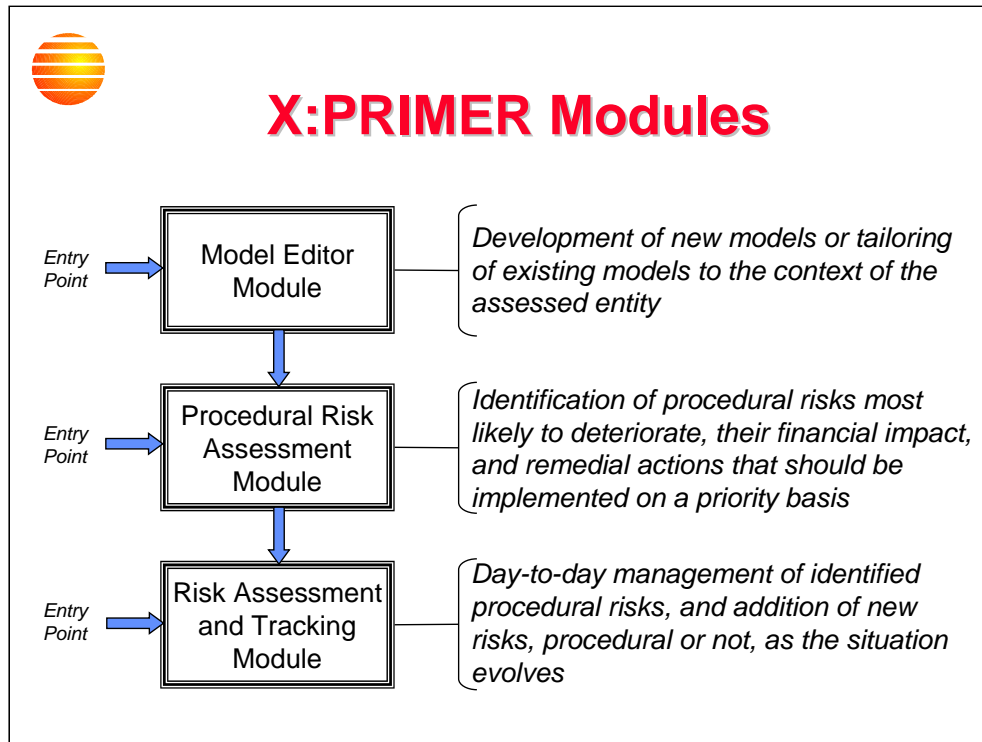 X:PRIMER Modules
Entry
Point
Model Editor
Module
Development of new models or tailoring
of existing models to the context of the
assessed entity
Entry
Point
Procedural Risk
Assessment
Module
Identification of procedural risks most
likely to deteriorate, their financial impact,
and remedial actions that should be
implemented on a priority basis
Entry
Point
Risk Assessment
and Tracking
Module
Day-to-day management of identified
procedural risks, and addition of new
risks, procedural or not, as the situation
evolves